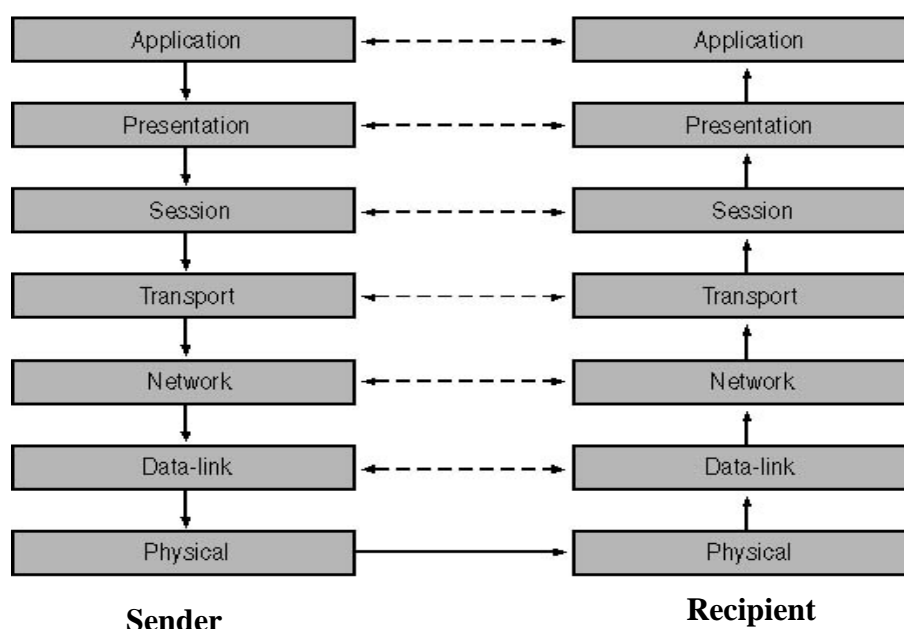 Application Application
Presentation Presentation
Session Session
Transport Transport
Network Network
Data-link Data-link
Physical Physical
Sender Recipient